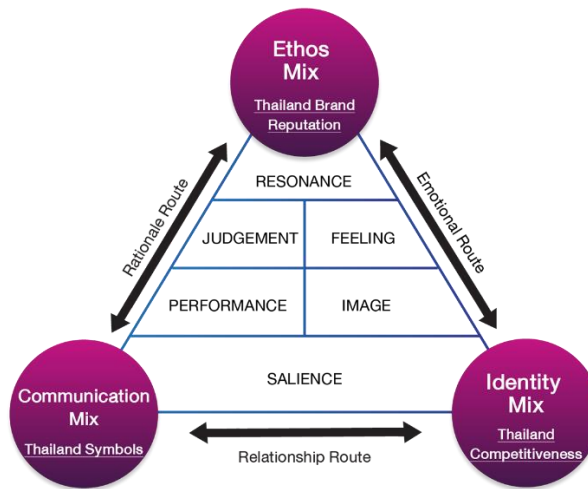 Ethos
Mix
Thailand Brand
Reputation
Rationale Route
Emotional Route
RESONANCE
JUDGEMENT
FEELING
PERFORMANCE
IMAGE
SALIENCE
Communication
Mix
Thailand Symbols
Identity
Mix
Thailand
Competitiveness
Relationship Route